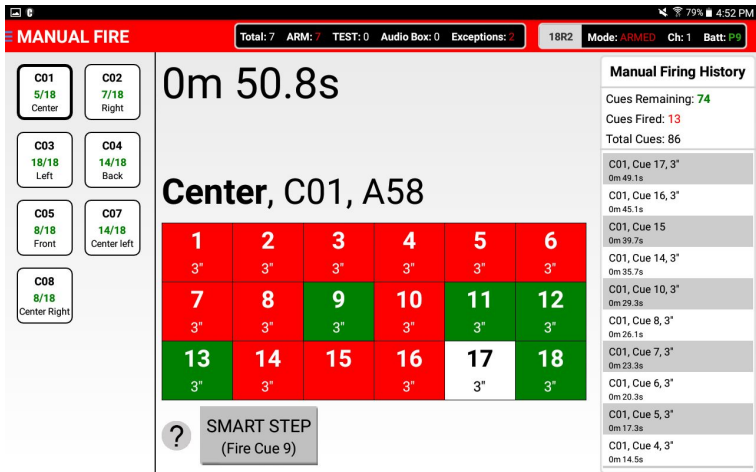 79% 4:52 PM
MANUAL FIRE
Total: 7 ARM: 7 TEST: 0 Audio Box: 0 Exceptions: 2
18R2 Mode: ARMED Ch: 1 Batt: P9
C01
5/18
Center
C02
7/18
Right
C03
18/18
Left
C04
14/18
Back
C05
8/18
Front
C07
14/18
Center left
C08
8/18
Center Right
0m 50.8s
Center, C01, A58
1 2 3 4 5 6
3" 3" 3" 3" 3" 3"
7 8 9 10 11 12
3" 3" 3" 3" 3" 3"
13 14 15 16 17 18
3" 3" 3" 3" 3"
? SMART STEP
(Fire Cue 9)
Manual Firing History
Cues Remaining: 74
Cues Fired: 13
Total Cues: 86
C01, Cue 17, 3"
0m 49.1s
C01, Cue 16, 3"
0m 45.1s
C01, Cue 15
0m 39.7s
C01, Cue 14, 3"
0m 35.7s
C01, Cue 10, 3"
0m 29.3s
C01, Cue 8, 3"
0m 26.1s
C01, Cue 7, 3"
0m 23.3s
C01, Cue 6, 3"
0m 20.3s
C01, Cue 5, 3"
0m 17.3s
C01, Cue 4, 3"
0m 14.5s